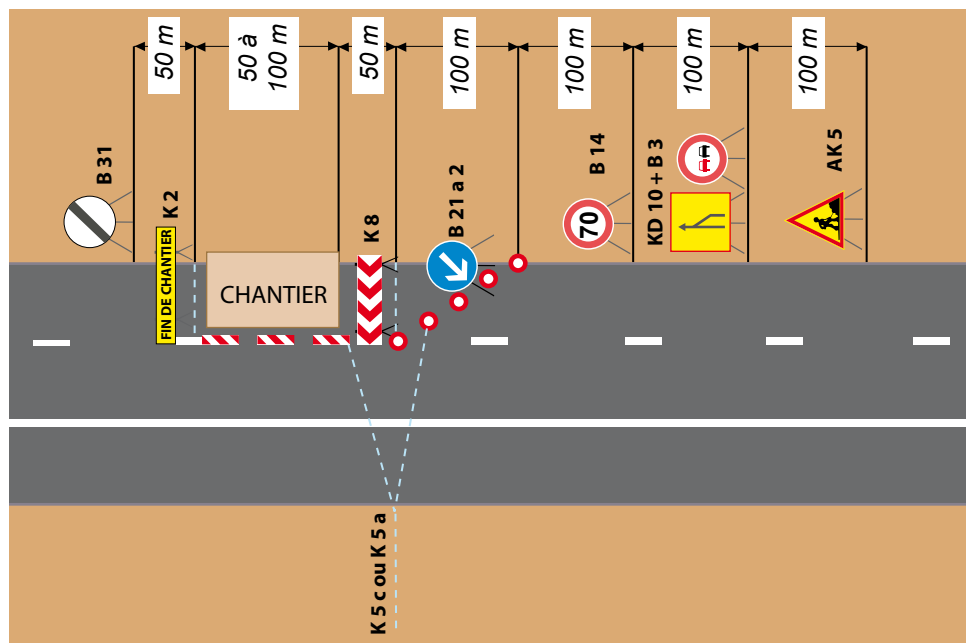 50 m
50 à
100 m
50 m
100 m
100 m
100 m
100 m
B 31
K 2
K 8
B 21 a 2
B 14
KD 10 + B 3
AK 5
70
FIN DE CHANTIER
CHANTIER
K 5 c ou K 5 a